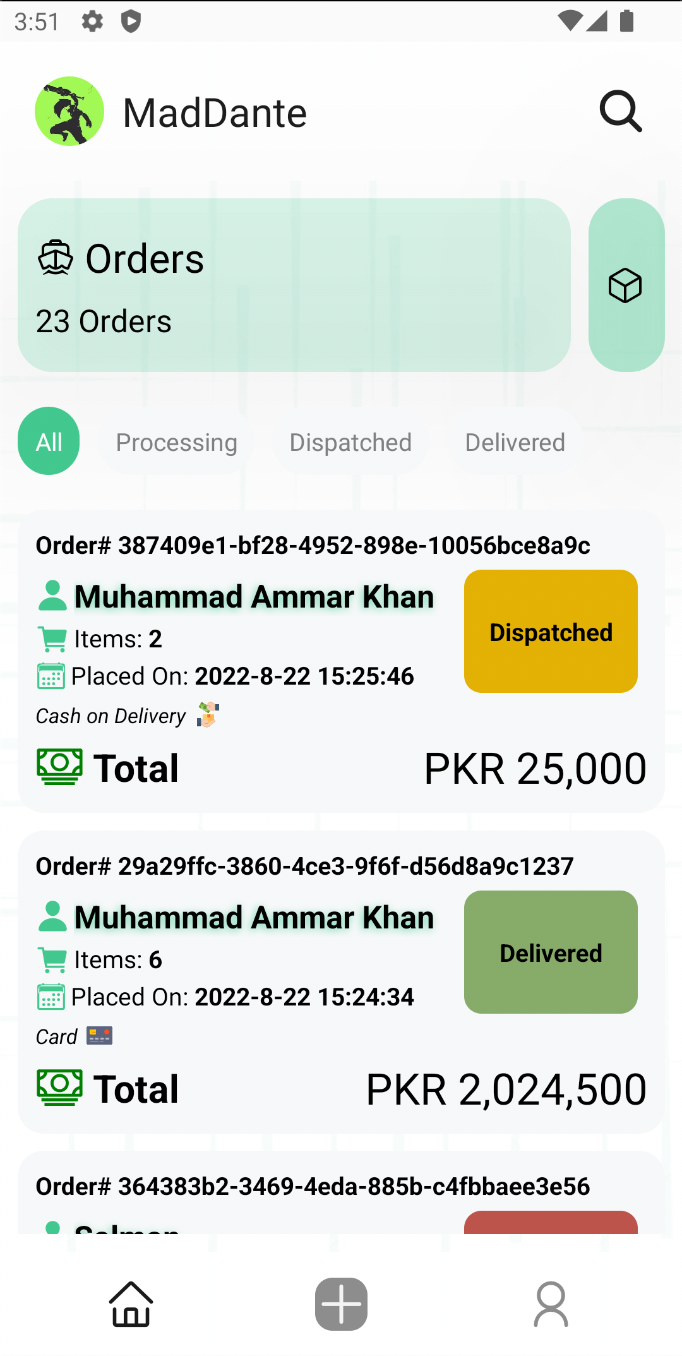 3:51
MadDante
Orders
23 Orders
All Processing Dispatched Delivered
Order# 387409e1-bf28-4952-898e-10056bce8a9c
Muhammad Ammar Khan
Items: 2
Dispatched
Placed On: 2022-8-22 15:25:46
Cash on Delivery
Total PKR 25,000
Order# 29a29ffc-3860-4ce3-9f6f-d56d8a9c1237
Muhammad Ammar Khan
Items: 6
Delivered
Placed On: 2022-8-22 15:24:34
Card
Total PKR 2,024,500
Order# 364383b2-3469-4eda-885b-c4fbbaee3e56